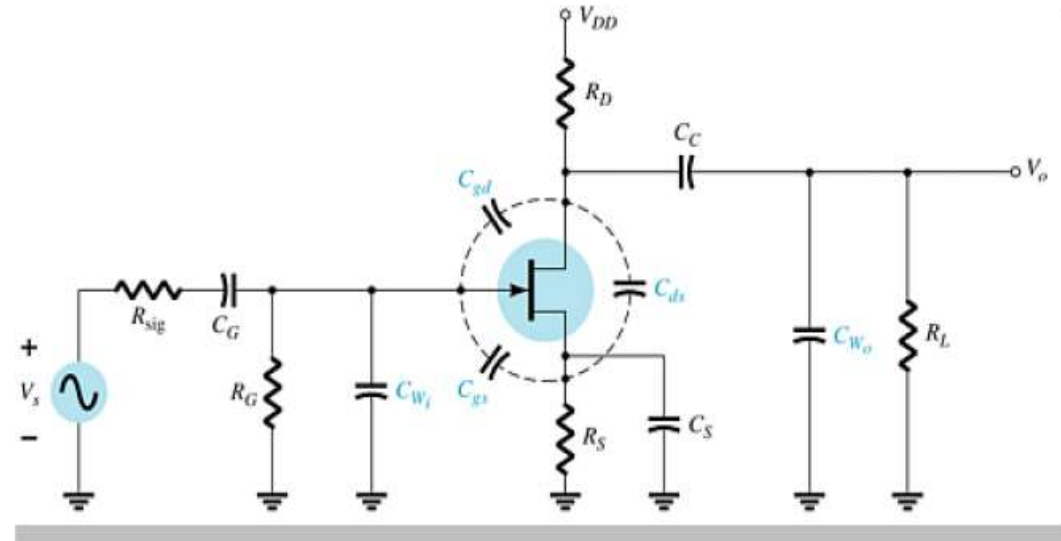 V_DD
R_D
C_C
V_o
C_gd
C_ds
R_sig
C_G
+
V_s
−
R_G
C_Wi
C_gs
C_Wo
R_L
R_S
C_S